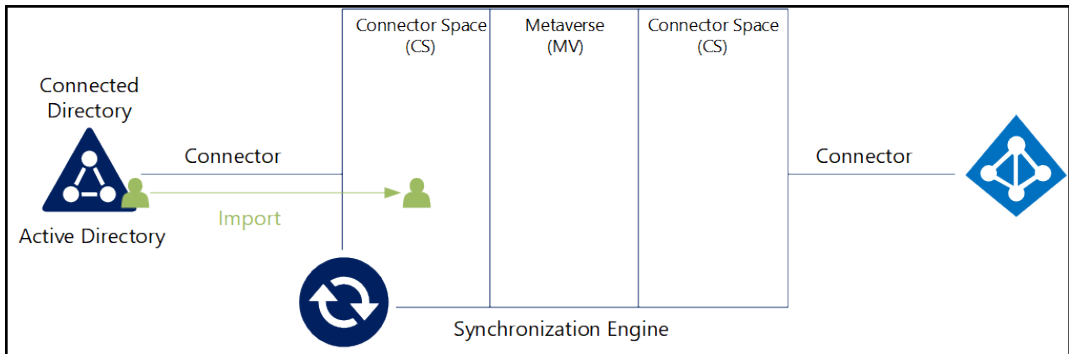 Connector Space
(CS)
Metaverse
(MV)
Connector Space
(CS)
Connected
Directory
Connector
Connector
Import
Active Directory
Synchronization Engine